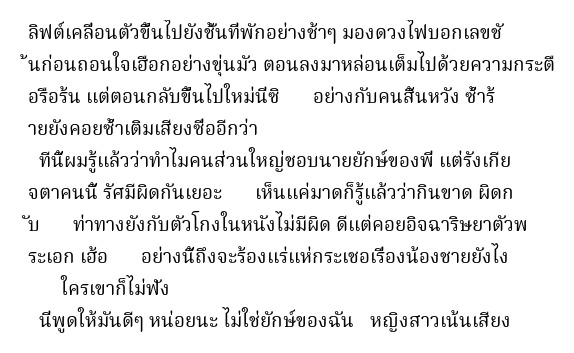 ลิฟต์เคลื่อนตัวขึ้นไปยังชั้นที่พักอย่างช้าๆ มองดวงไฟบอกเลขชั
้นก่อนถอนใจเฮือกอย่างขุ่นมัว ตอนลงมาหล่อนเต็มไปด้วยความกระตื
อรือร้น แต่ตอนกลับขึ้นไปใหม่นี่ซิ อย่างกับคนสิ้นหวัง ซ้ำร้
ายยังคอยซ้ำเติมเสียงซื่ออีกว่า
ทีนี้ผมรู้แล้วว่าทำไมคนส่วนใหญ่ชอบนายยักษ์ของพี่ แต่รังเกีย
จตาคนนี้ รัศมีผิดกันเยอะ เห็นแค่มาดก็รู้แล้วว่ากินขาด ผิดก
ับ ท่าทางยังกับตัวโกงในหนังไม่มีผิด ดีแต่คอยอิจฉาริษยาตัวพ
ระเอก เฮ้อ อย่างนี้ถึงจะร้องแร่แห่กระเชอเรื่องน้องชายยังไง
ใครเขาก็ไม่ฟัง
นี่พูดให้มันดีๆ หน่อยนะ ไม่ใช่ยักษ์ของฉัน หญิงสาวเน้นเสียง